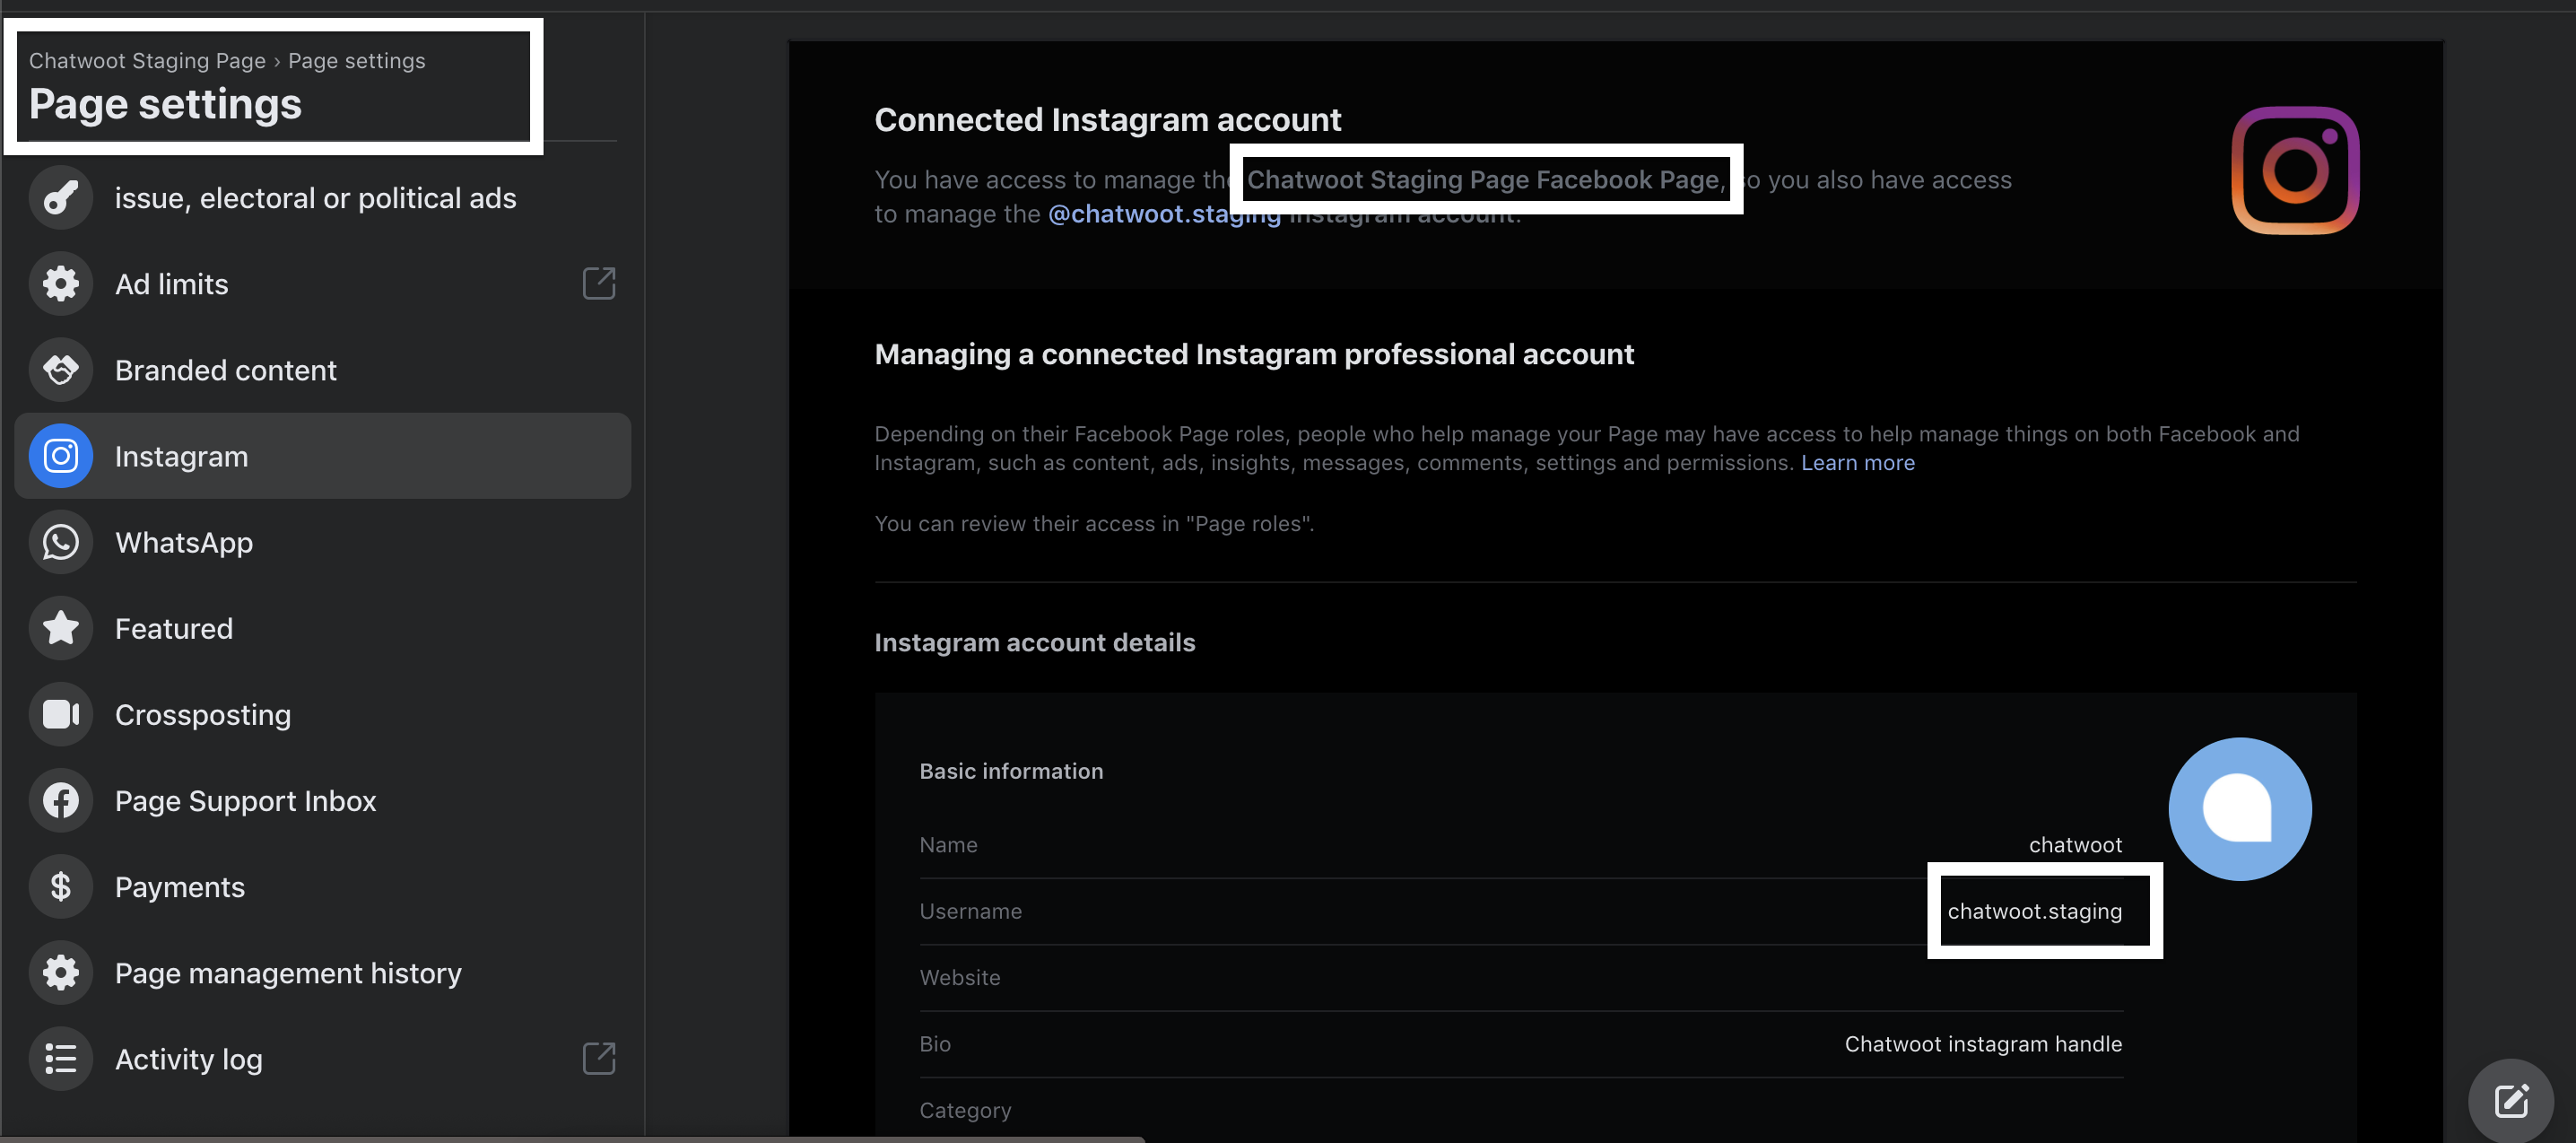 Chatwoot Staging Page › Page settings
Page settings
issue, electoral or political ads
Ad limits
Branded content
Instagram
WhatsApp
Featured
Crossposting
Page Support Inbox
Payments
Page management history
Activity log
Connected Instagram account
You have access to manage the Chatwoot Staging Page Facebook Page, so you also have access
to manage the @chatwoot.staging Instagram account.
Managing a connected Instagram professional account
Depending on their Facebook Page roles, people who help manage your Page may have access to help manage things on both Facebook and
Instagram, such as content, ads, insights, messages, comments, settings and permissions. Learn more
You can review their access in "Page roles".
Instagram account details
Basic information
Name chatwoot
Username chatwoot.staging
Website
Bio Chatwoot instagram handle
Category